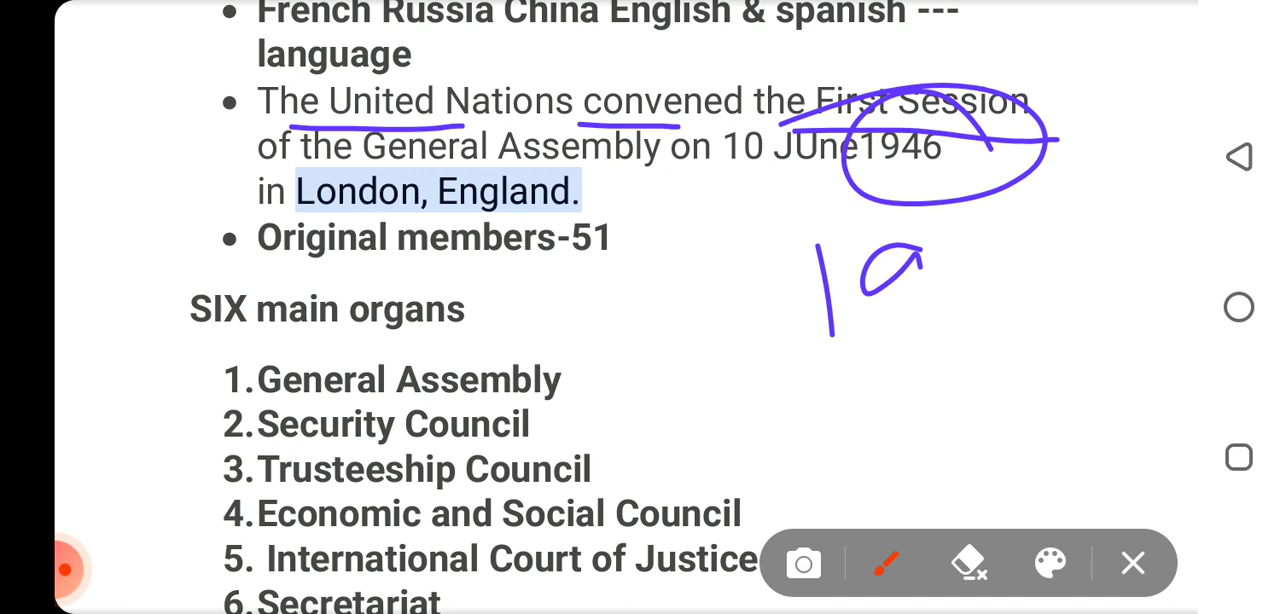 French Russia China English & spanish ---
language
The United Nations convened the First Session
of the General Assembly on 10 JUne1946
in London, England.
Original members-51
19
SIX main organs
1.General Assembly
2.Security Council
3.Trusteeship Council
4.Economic and Social Council
5. International Court of Justice
6.Secretariat